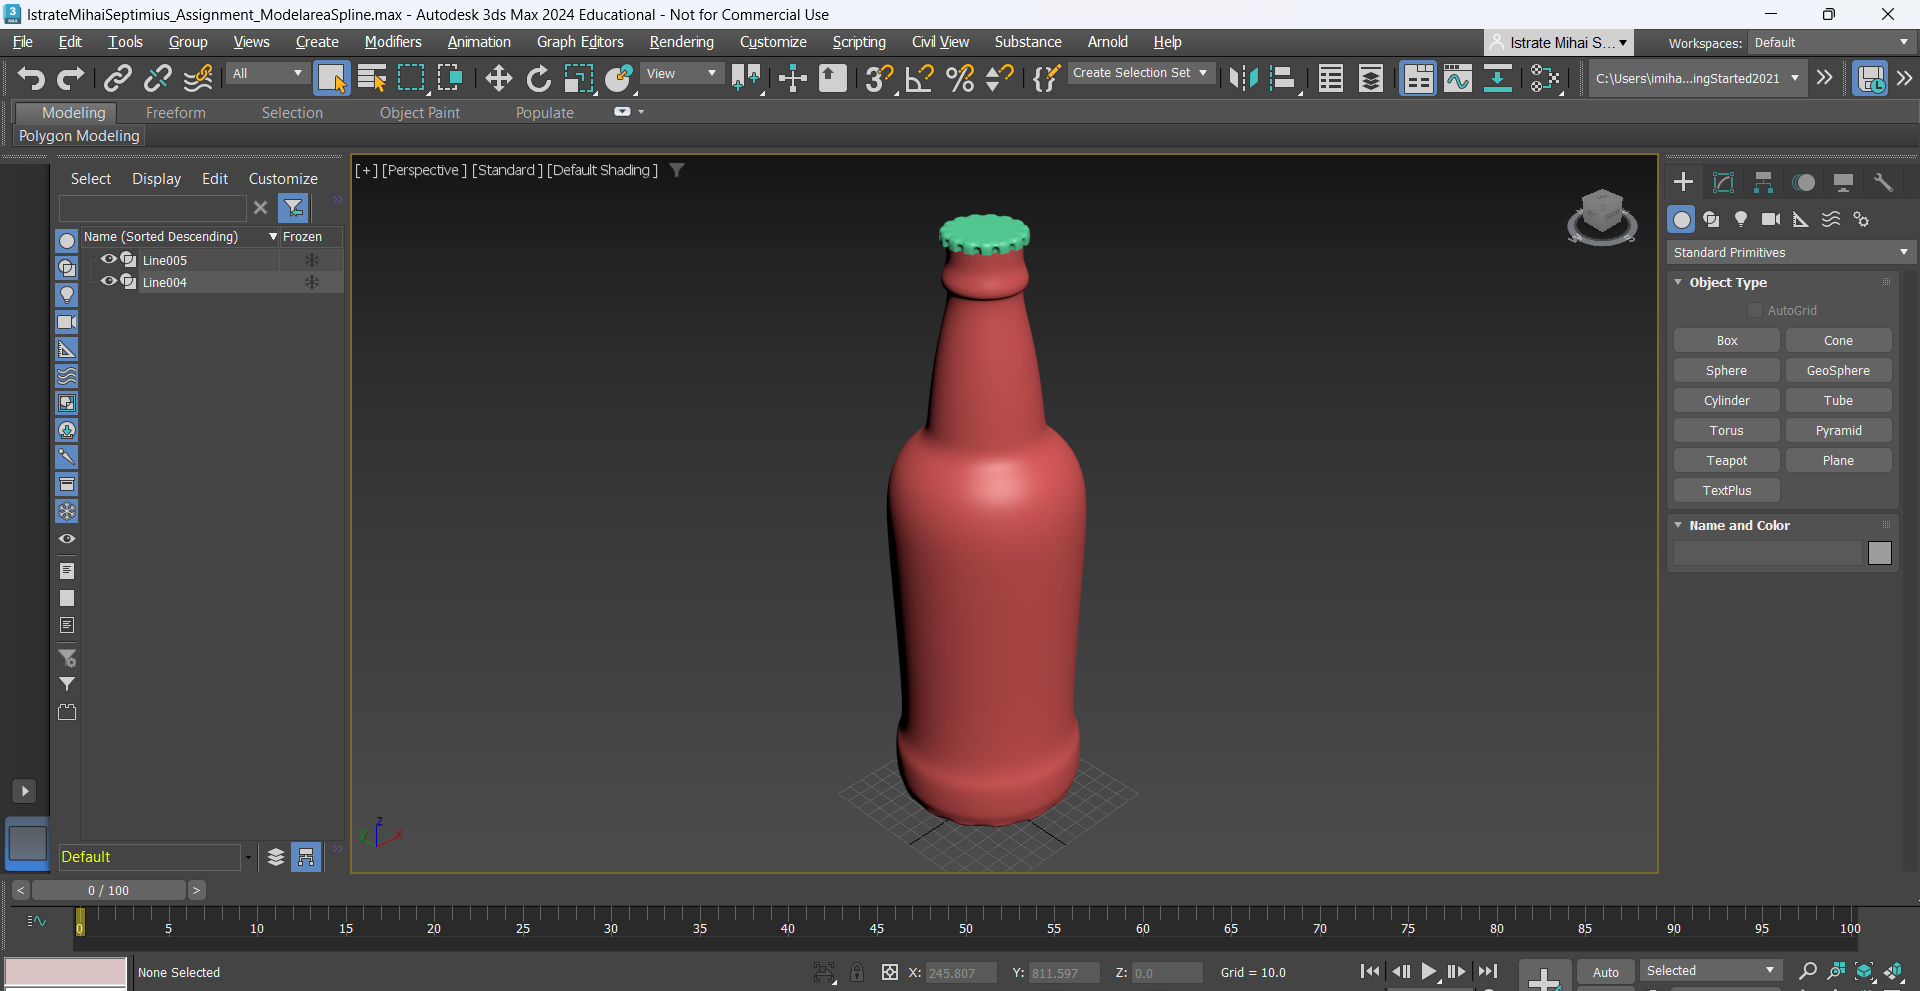 IstrateMihaiSeptimius_Assignment_ModelareaSpline.max - Autodesk 3ds Max 2024 Educational - Not for Commercial Use
File Edit Tools Group Views Create Modifiers Animation Graph Editors Rendering Customize Scripting Civil View Substance Arnold Help
Istrate Mihai S... Workspaces: Default
All View Create Selection Set C:\Users\imiha...ingStarted2021
Modeling Freeform Selection Object Paint Populate
Polygon Modeling
Select Display Edit Customize
[+] [Perspective] [Standard] [Default Shading]
Name (Sorted Descending) Frozen
Line005
Line004
Standard Primitives
Object Type
AutoGrid
Box Cone
Sphere GeoSphere
Cylinder Tube
Torus Pyramid
Teapot Plane
TextPlus
Name and Color
z
x
Default
< 0 / 100 >
0 5 10 15 20 25 30 35 40 45 50 55 60 65 70 75 80 85 90 95 100
None Selected X: 245.807 Y: 811.597 Z: 0.0 Grid = 10.0 Auto Selected